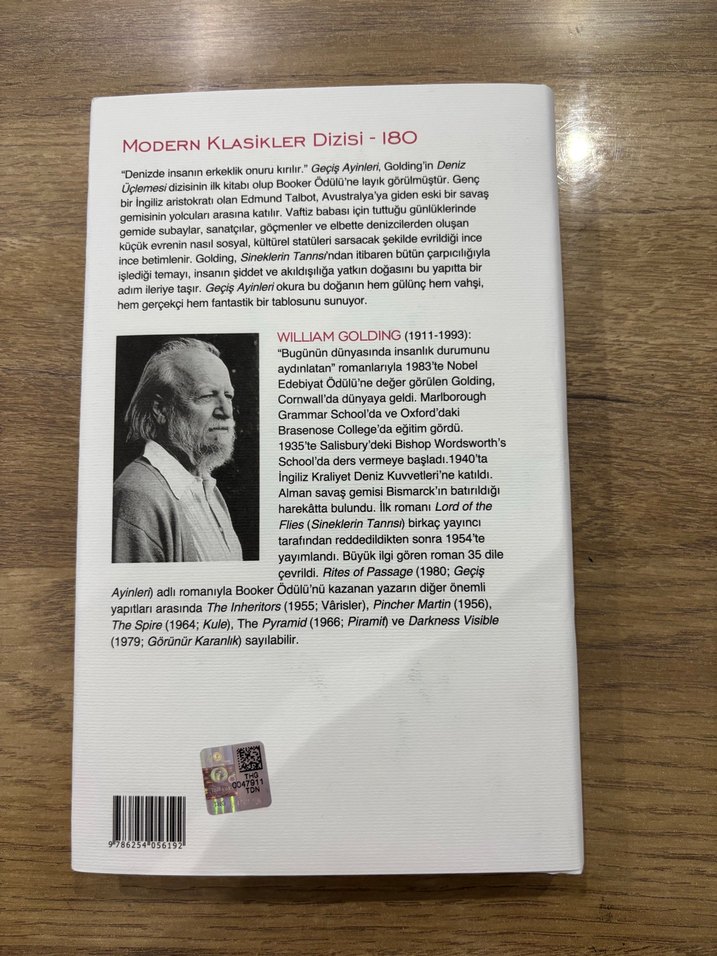 MODERN KLASİKLER DİZİSİ - 180
“Denizde insanın erkeklik onuru kırılır.” Geçiş Ayinleri, Golding’in Deniz
Üçlemesi dizisinin ilk kitabı olup Booker Ödülü’ne layık görülmüştür. Genç
bir İngiliz aristokratı olan Edmund Talbot, Avustralya’ya giden eski bir savaş
gemisinin yolcuları arasına katılır. Vaftiz babası için tuttuğu günlüklerinde
gemide subaylar, sanatçılar, göçmenler ve elbette denizcilerden oluşan
küçük evrenin nasıl sosyal, kültürel statüleri sarsacak şekilde evrildiği ince
ince betimlenir. Golding, Sineklerin Tanrısı’ndan itibaren bütün çarpıcılığıyla
işlediği temayı, insanın şiddet ve akıldışılığa yatkın doğasını bu yapıtta bir
adım ileriye taşır. Geçiş Ayinleri okura bu doğanın hem gülünç hem vahşi,
hem gerçekçi hem fantastik bir tablosunu sunuyor.
WILLIAM GOLDING (1911-1993):
“Bugünün dünyasında insanlık durumunu
aydınlatan” romanlarıyla 1983’te Nobel
Edebiyat Ödülü’ne değer görülen Golding,
Cornwall’da dünyaya geldi. Marlborough
Grammar School’da ve Oxford’daki
Brasenose College’da eğitim gördü.
1935’te Salisbury’deki Bishop Wordsworth’s
School’da ders vermeye başladı.1940’ta
İngiliz Kraliyet Deniz Kuvvetleri’ne katıldı.
Alman savaş gemisi Bismarck’ın batırıldığı
harekâtta bulundu. İlk romanı Lord of the
Flies (Sineklerin Tanrısı) birkaç yayıncı
tarafından reddedildikten sonra 1954’te
yayımlandı. Büyük ilgi gören roman 35 dile
çevrildi. Rites of Passage (1980; Geçiş
Ayinleri) adlı romanıyla Booker Ödülü’nü kazanan yazarın diğer önemli
yapıtları arasında The Inheritors (1955; Vârisler), Pincher Martin (1956),
The Spire (1964; Kule), The Pyramid (1966; Piramit) ve Darkness Visible
(1979; Görünür Karanlık) sayılabilir.
THG
0047911
TDN
9 786254 056192